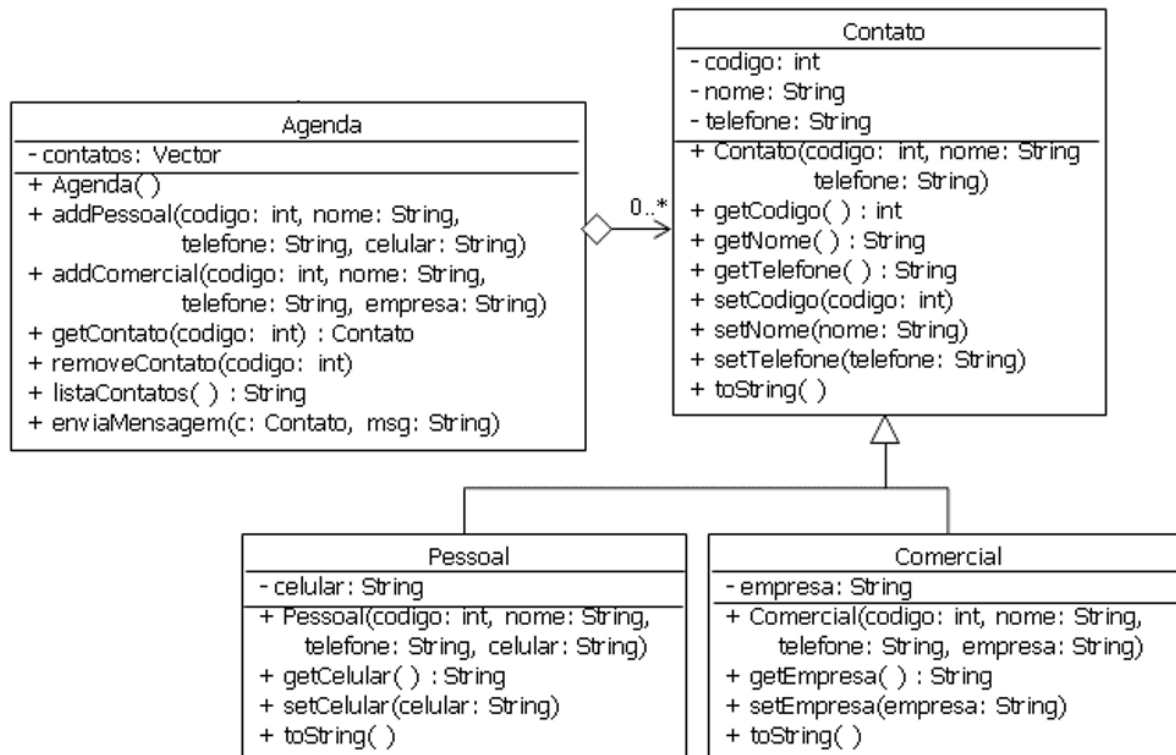 Agenda
- contatos: Vector
+ Agenda( )
+ addPessoal(codigo: int, nome: String,
telefone: String, celular: String)
+ addComercial(codigo: int, nome: String,
telefone: String, empresa: String)
+ getContato(codigo: int) : Contato
+ removeContato(codigo: int)
+ listaContatos( ) : String
+ enviaMensagem(c: Contato, msg: String)
0..*
Contato
- codigo: int
- nome: String
- telefone: String
+ Contato(codigo: int, nome: String
telefone: String)
+ getCodigo( ) : int
+ getNome( ) : String
+ getTelefone( ) : String
+ setCodigo(codigo: int)
+ setNome(nome: String)
+ setTelefone(telefone: String)
+ toString( )
Pessoal
- celular: String
+ Pessoal(codigo: int, nome: String,
telefone: String, celular: String)
+ getCelular( ) : String
+ setCelular(celular: String)
+ toString( )
Comercial
- empresa: String
+ Comercial(codigo: int, nome: String,
telefone: String, empresa: String)
+ getEmpresa( ) : String
+ setEmpresa(empresa: String)
+ toString( )